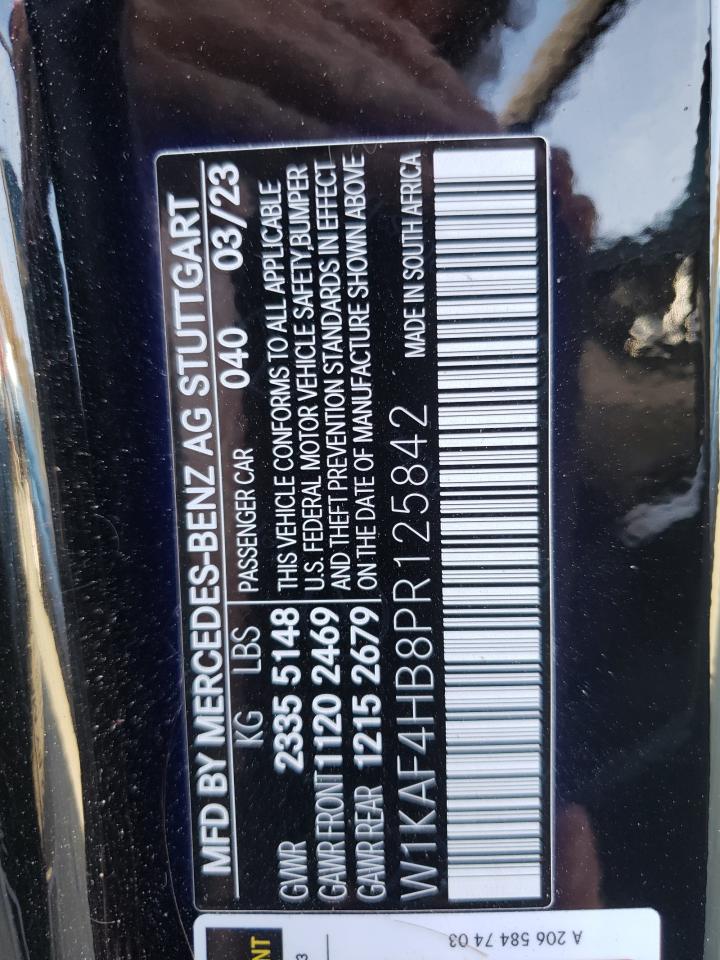 MFD BY MERCEDES-BENZ AG STUTTGART
040 03/23
KG LBS PASSENGER CAR
GWR 2335 5148
GAWR FRONT 1120 2469
GAWR REAR 1215 2679
THIS VEHICLE CONFORMS TO ALL APPLICABLE
U.S. FEDERAL MOTOR VEHICLE SAFETY,BUMPER
AND THEFT PREVENTION STANDARDS IN EFFECT
ON THE DATE OF MANUFACTURE SHOWN ABOVE
W1KAF4HB8PR125842 MADE IN SOUTH AFRICA
A 206 584 74 03